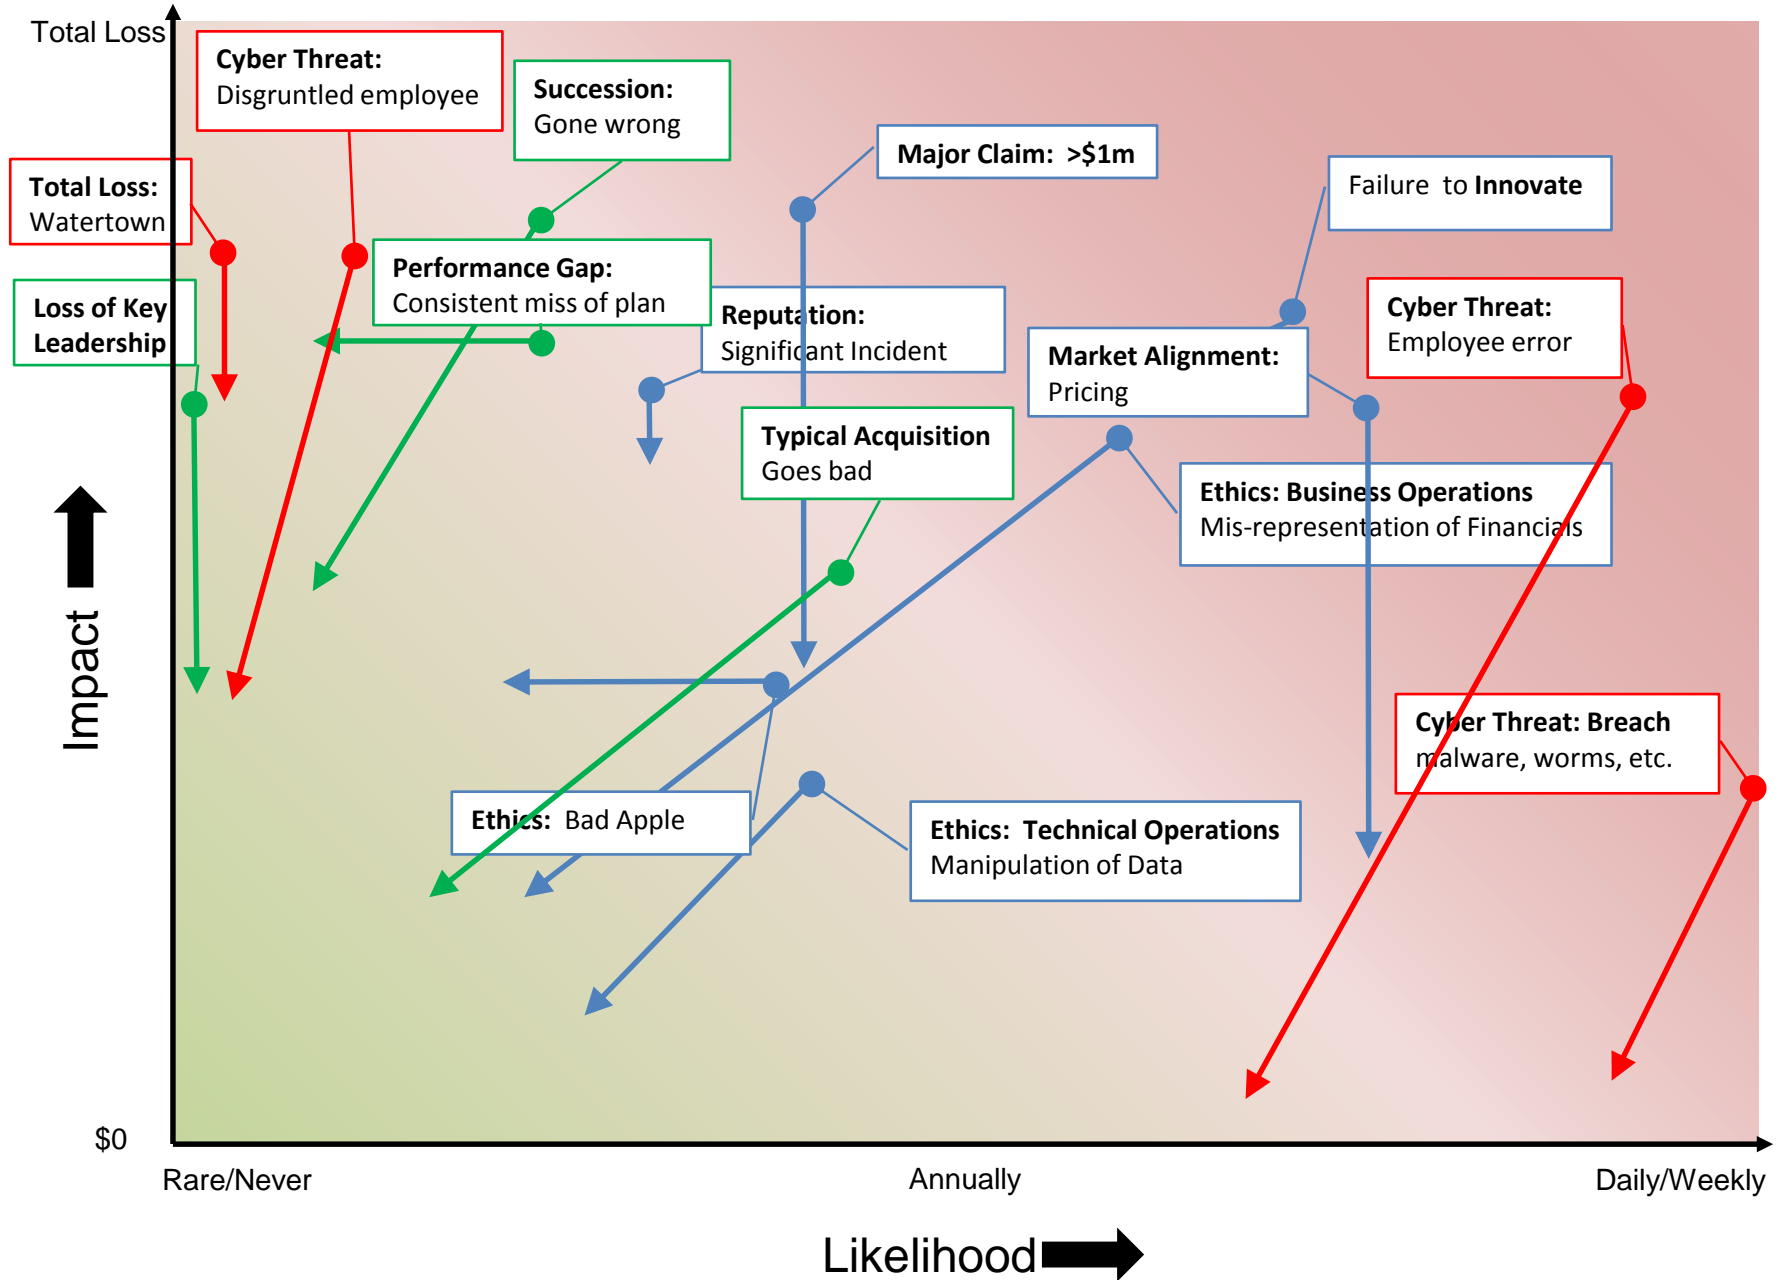 Total Loss
Cyber Threat:
Disgruntled employee
Succession:
Gone wrong
Major Claim:  >$1m
Failure  to Innovate
Total Loss:
Watertown
Performance Gap:
Consistent miss of plan
Loss of Key
Leadership
Reputation:
Significant Incident
Market Alignment:
Pricing
Cyber Threat:
Employee error
Typical Acquisition
Goes bad
Ethics: Business Operations
Mis-representation of Financials
Impact
Cyber Threat: Breach
malware, worms, etc.
Ethics:  Bad Apple
Ethics:  Technical Operations
Manipulation of Data
$0
Rare/Never
Annually
Daily/Weekly
Likelihood